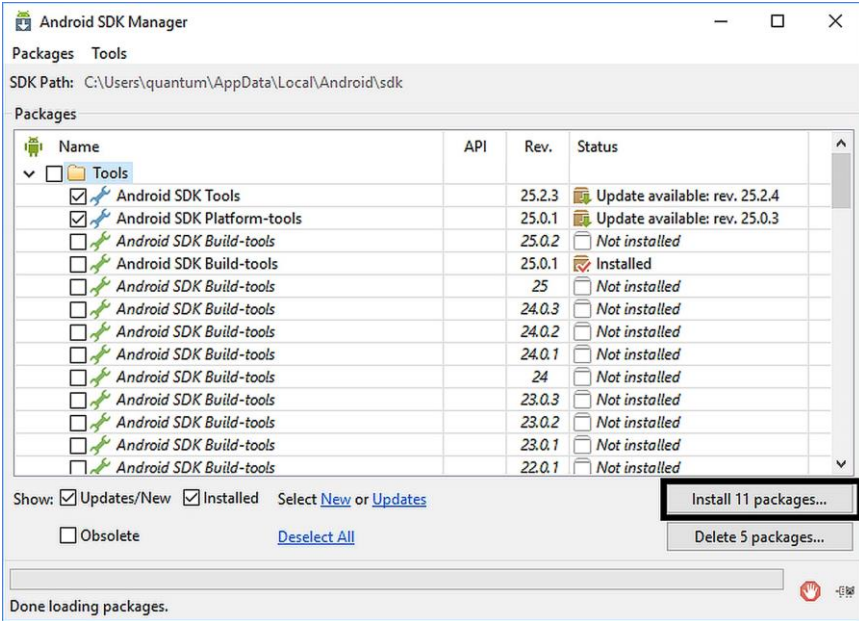 Android SDK Manager
Packages Tools
SDK Path: C:\Users\quantum\AppData\Local\Android\sdk
Packages
Name API Rev. Status
Tools
Android SDK Tools 25.2.3 Update available: rev. 25.2.4
Android SDK Platform-tools 25.0.1 Update available: rev. 25.0.3
Android SDK Build-tools 25.0.2 Not installed
Android SDK Build-tools 25.0.1 Installed
Android SDK Build-tools 25 Not installed
Android SDK Build-tools 24.0.3 Not installed
Android SDK Build-tools 24.0.2 Not installed
Android SDK Build-tools 24.0.1 Not installed
Android SDK Build-tools 24 Not installed
Android SDK Build-tools 23.0.3 Not installed
Android SDK Build-tools 23.0.2 Not installed
Android SDK Build-tools 23.0.1 Not installed
Android SDK Build-tools 22.0.1 Not installed
Show: Updates/New Installed Select New or Updates Install 11 packages...
Obsolete Deselect All Delete 5 packages...
Done loading packages.